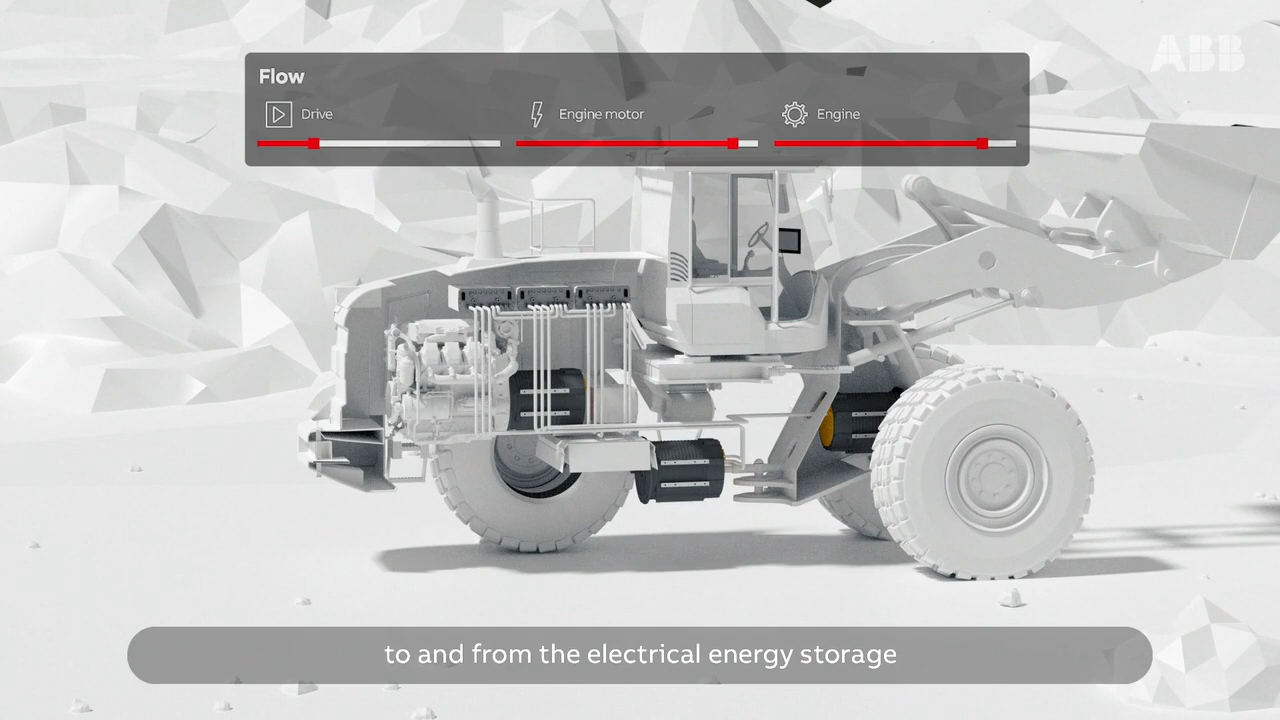 ABB
Flow
Drive
Engine motor
Engine
to and from the electrical energy storage